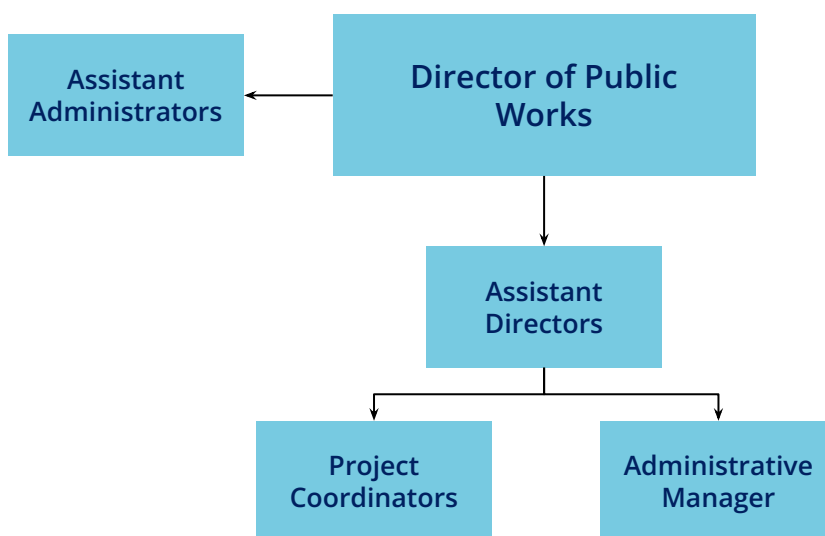 Director of Public
Works
Assistant
Administrators
Assistant
Directors
Project
Coordinators
Administrative
Manager